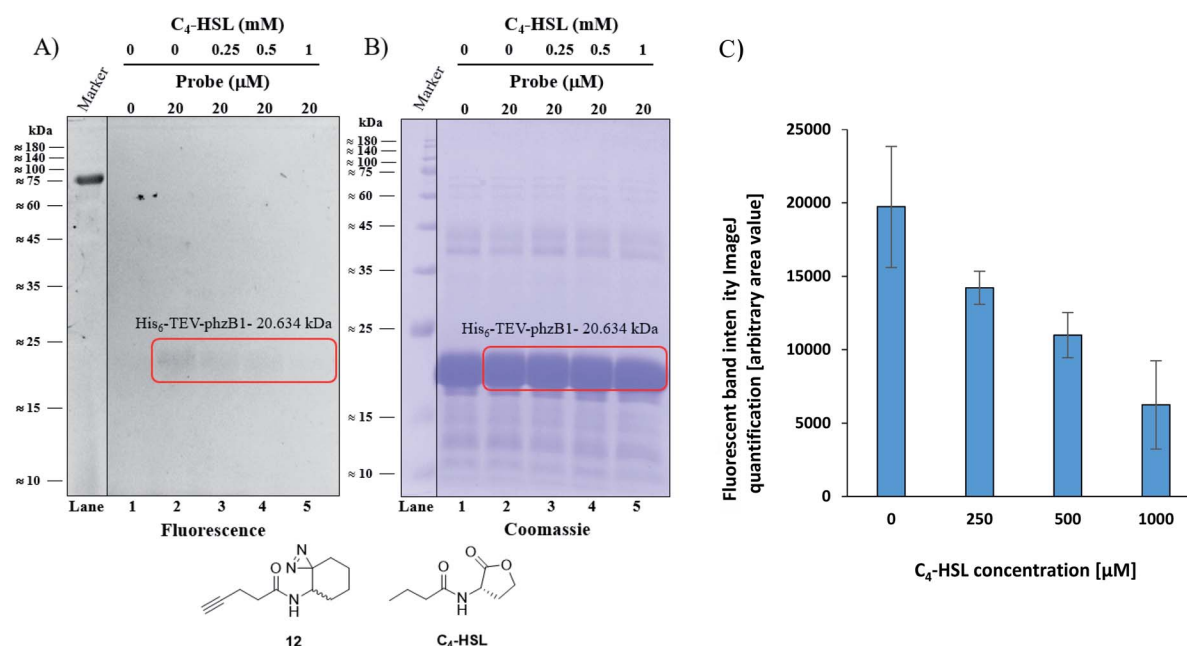 A)
C4-HSL (mM)
0 0 0.25 0.5 1
Probe (μM)
0 20 20 20 20
Marker
kDa
≈ 180
≈ 140
≈ 100
≈ 75
≈ 60
≈ 45
≈ 35
≈ 25
≈ 15
≈ 10
His6-TEV-phzB1- 20.634 kDa
Lane 1 2 3 4 5
Fluorescence
B)
C4-HSL (mM)
0 0 0.25 0.5 1
Probe (μM)
0 20 20 20 20
Marker
kDa
≈ 180
≈ 140
≈ 100
≈ 75
≈ 60
≈ 45
≈ 35
≈ 25
≈ 15
≈ 10
His6-TEV-phzB1- 20.634 kDa
Lane 1 2 3 4 5
Coomassie
N
N
O
N
H
12
O
O
O
N
H
C4-HSL
C)
Fluorescent band inten ity ImageJ
quantification [arbitrary area value]
25000
20000
15000
10000
5000
0
0 250 500 1000
C4-HSL concentration [μM]